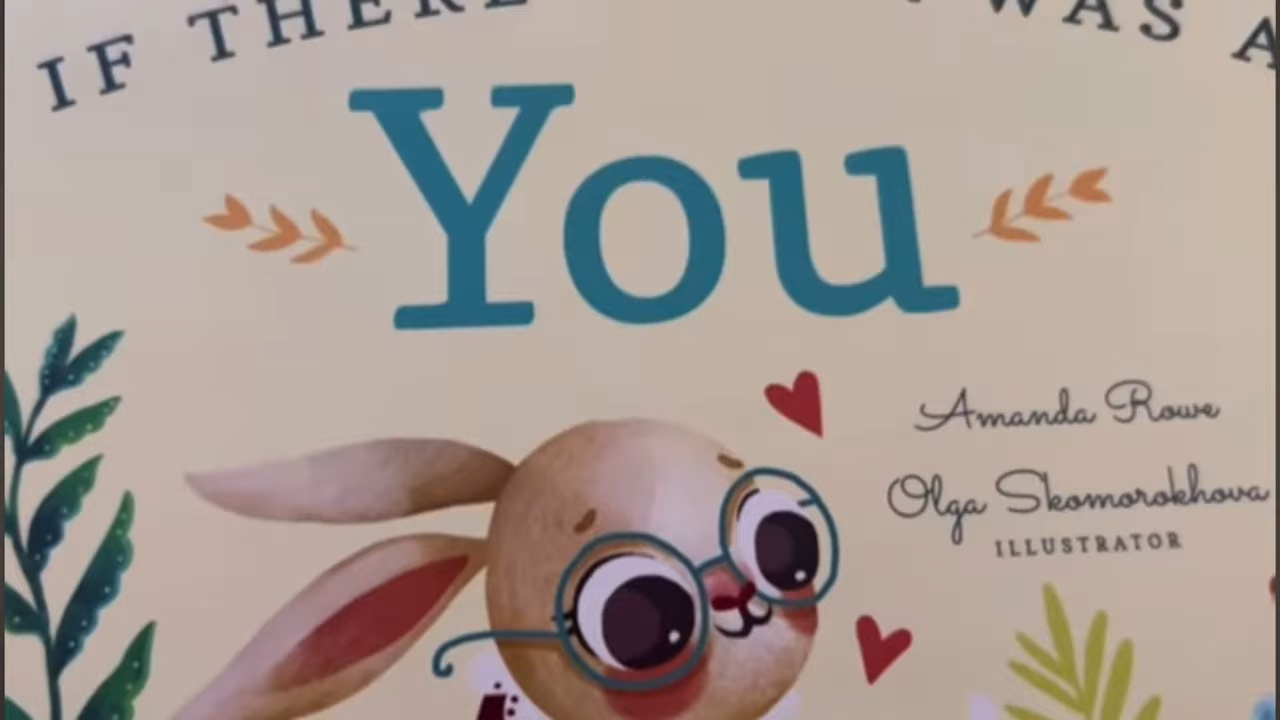 IF THERE WAS A
You
Amanda Rowe
Olga Skomorokhova
ILLUSTRATOR